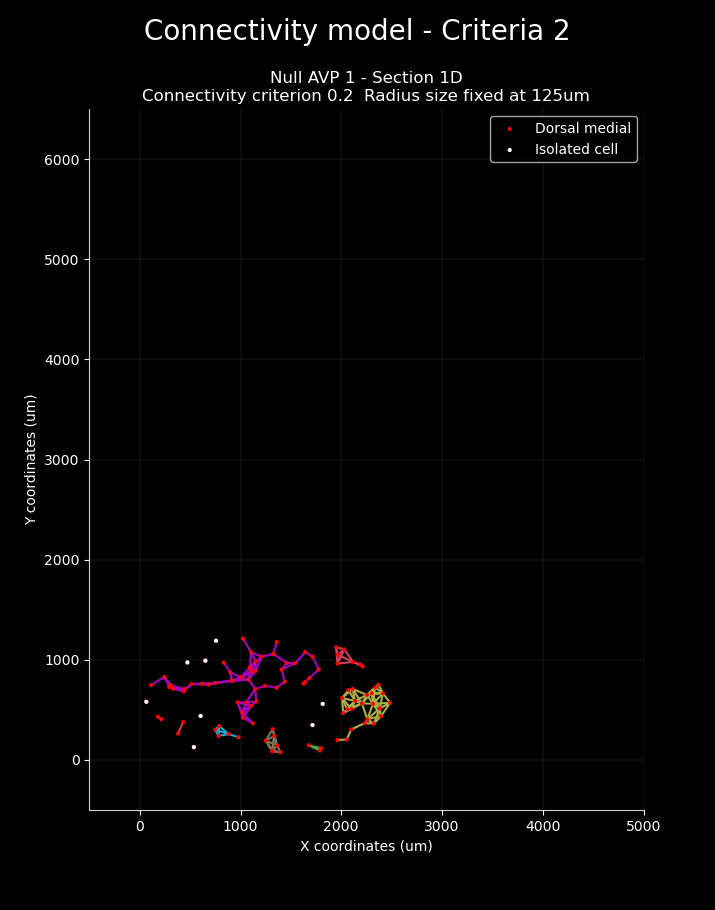 Connectivity model - Criteria 2
Null AVP 1 - Section 1D
Connectivity criterion 0.2  Radius size fixed at 125um
Dorsal medial
Isolated cell
6000
5000
4000
3000
2000
1000
0
Y coordinates (um)
0
1000
2000
3000
4000
5000
X coordinates (um)